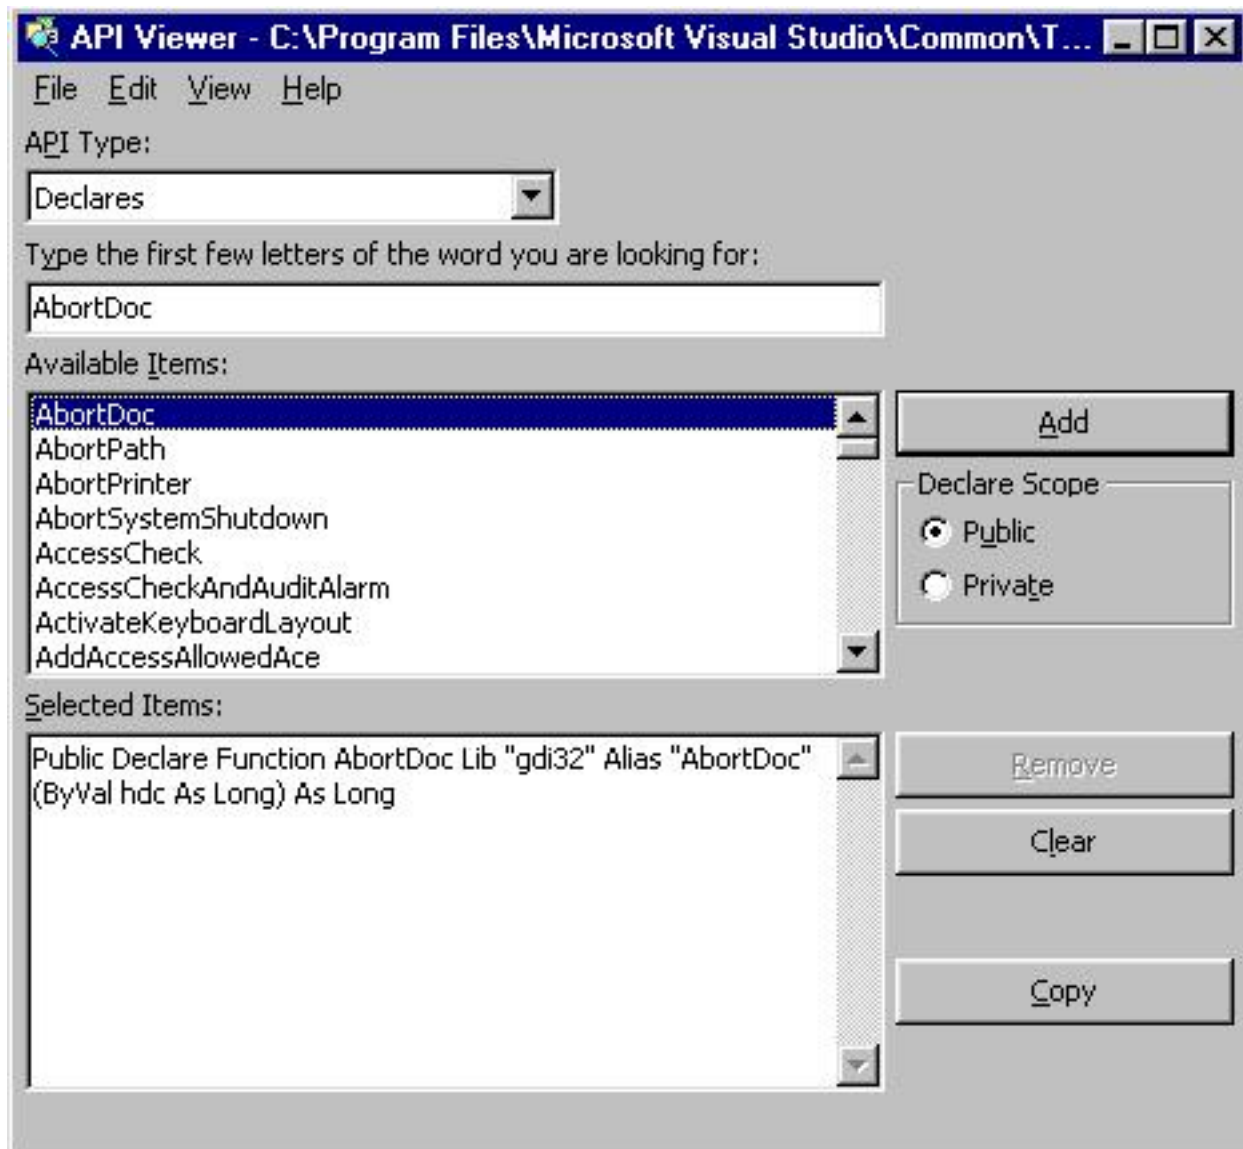 API Viewer - C:\Program Files\Microsoft Visual Studio\Common\T...
File Edit View Help
API Type:
Declares
Type the first few letters of the word you are looking for:
AbortDoc
Available Items:
AbortDoc
AbortPath
AbortPrinter
AbortSystemShutdown
AccessCheck
AccessCheckAndAuditAlarm
ActivateKeyboardLayout
AddAccessAllowedAce
Add
Declare Scope
Public
Private
Selected Items:
Public Declare Function AbortDoc Lib "gdi32" Alias "AbortDoc"
(ByVal hdc As Long) As Long
Remove
Clear
Copy